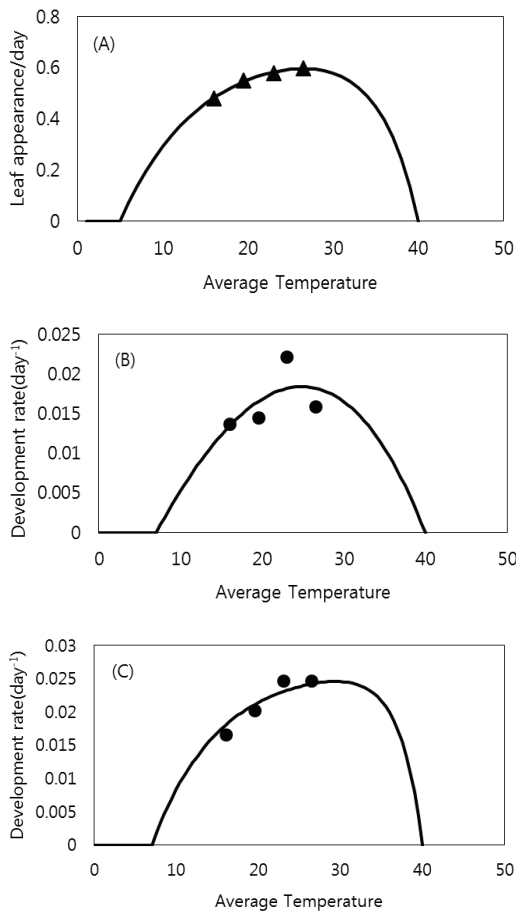 (A)
Leaf appearance/day
0.8
0.6
0.4
0.2
0
0 10 20 30 40 50
Average Temperature
(B)
Development rate(day⁻¹)
0.025
0.02
0.015
0.01
0.005
0
0 10 20 30 40 50
Average Temperature
(C)
Development rate(day⁻¹)
0.03
0.025
0.02
0.015
0.01
0.005
0
0 10 20 30 40 50
Average Temperature